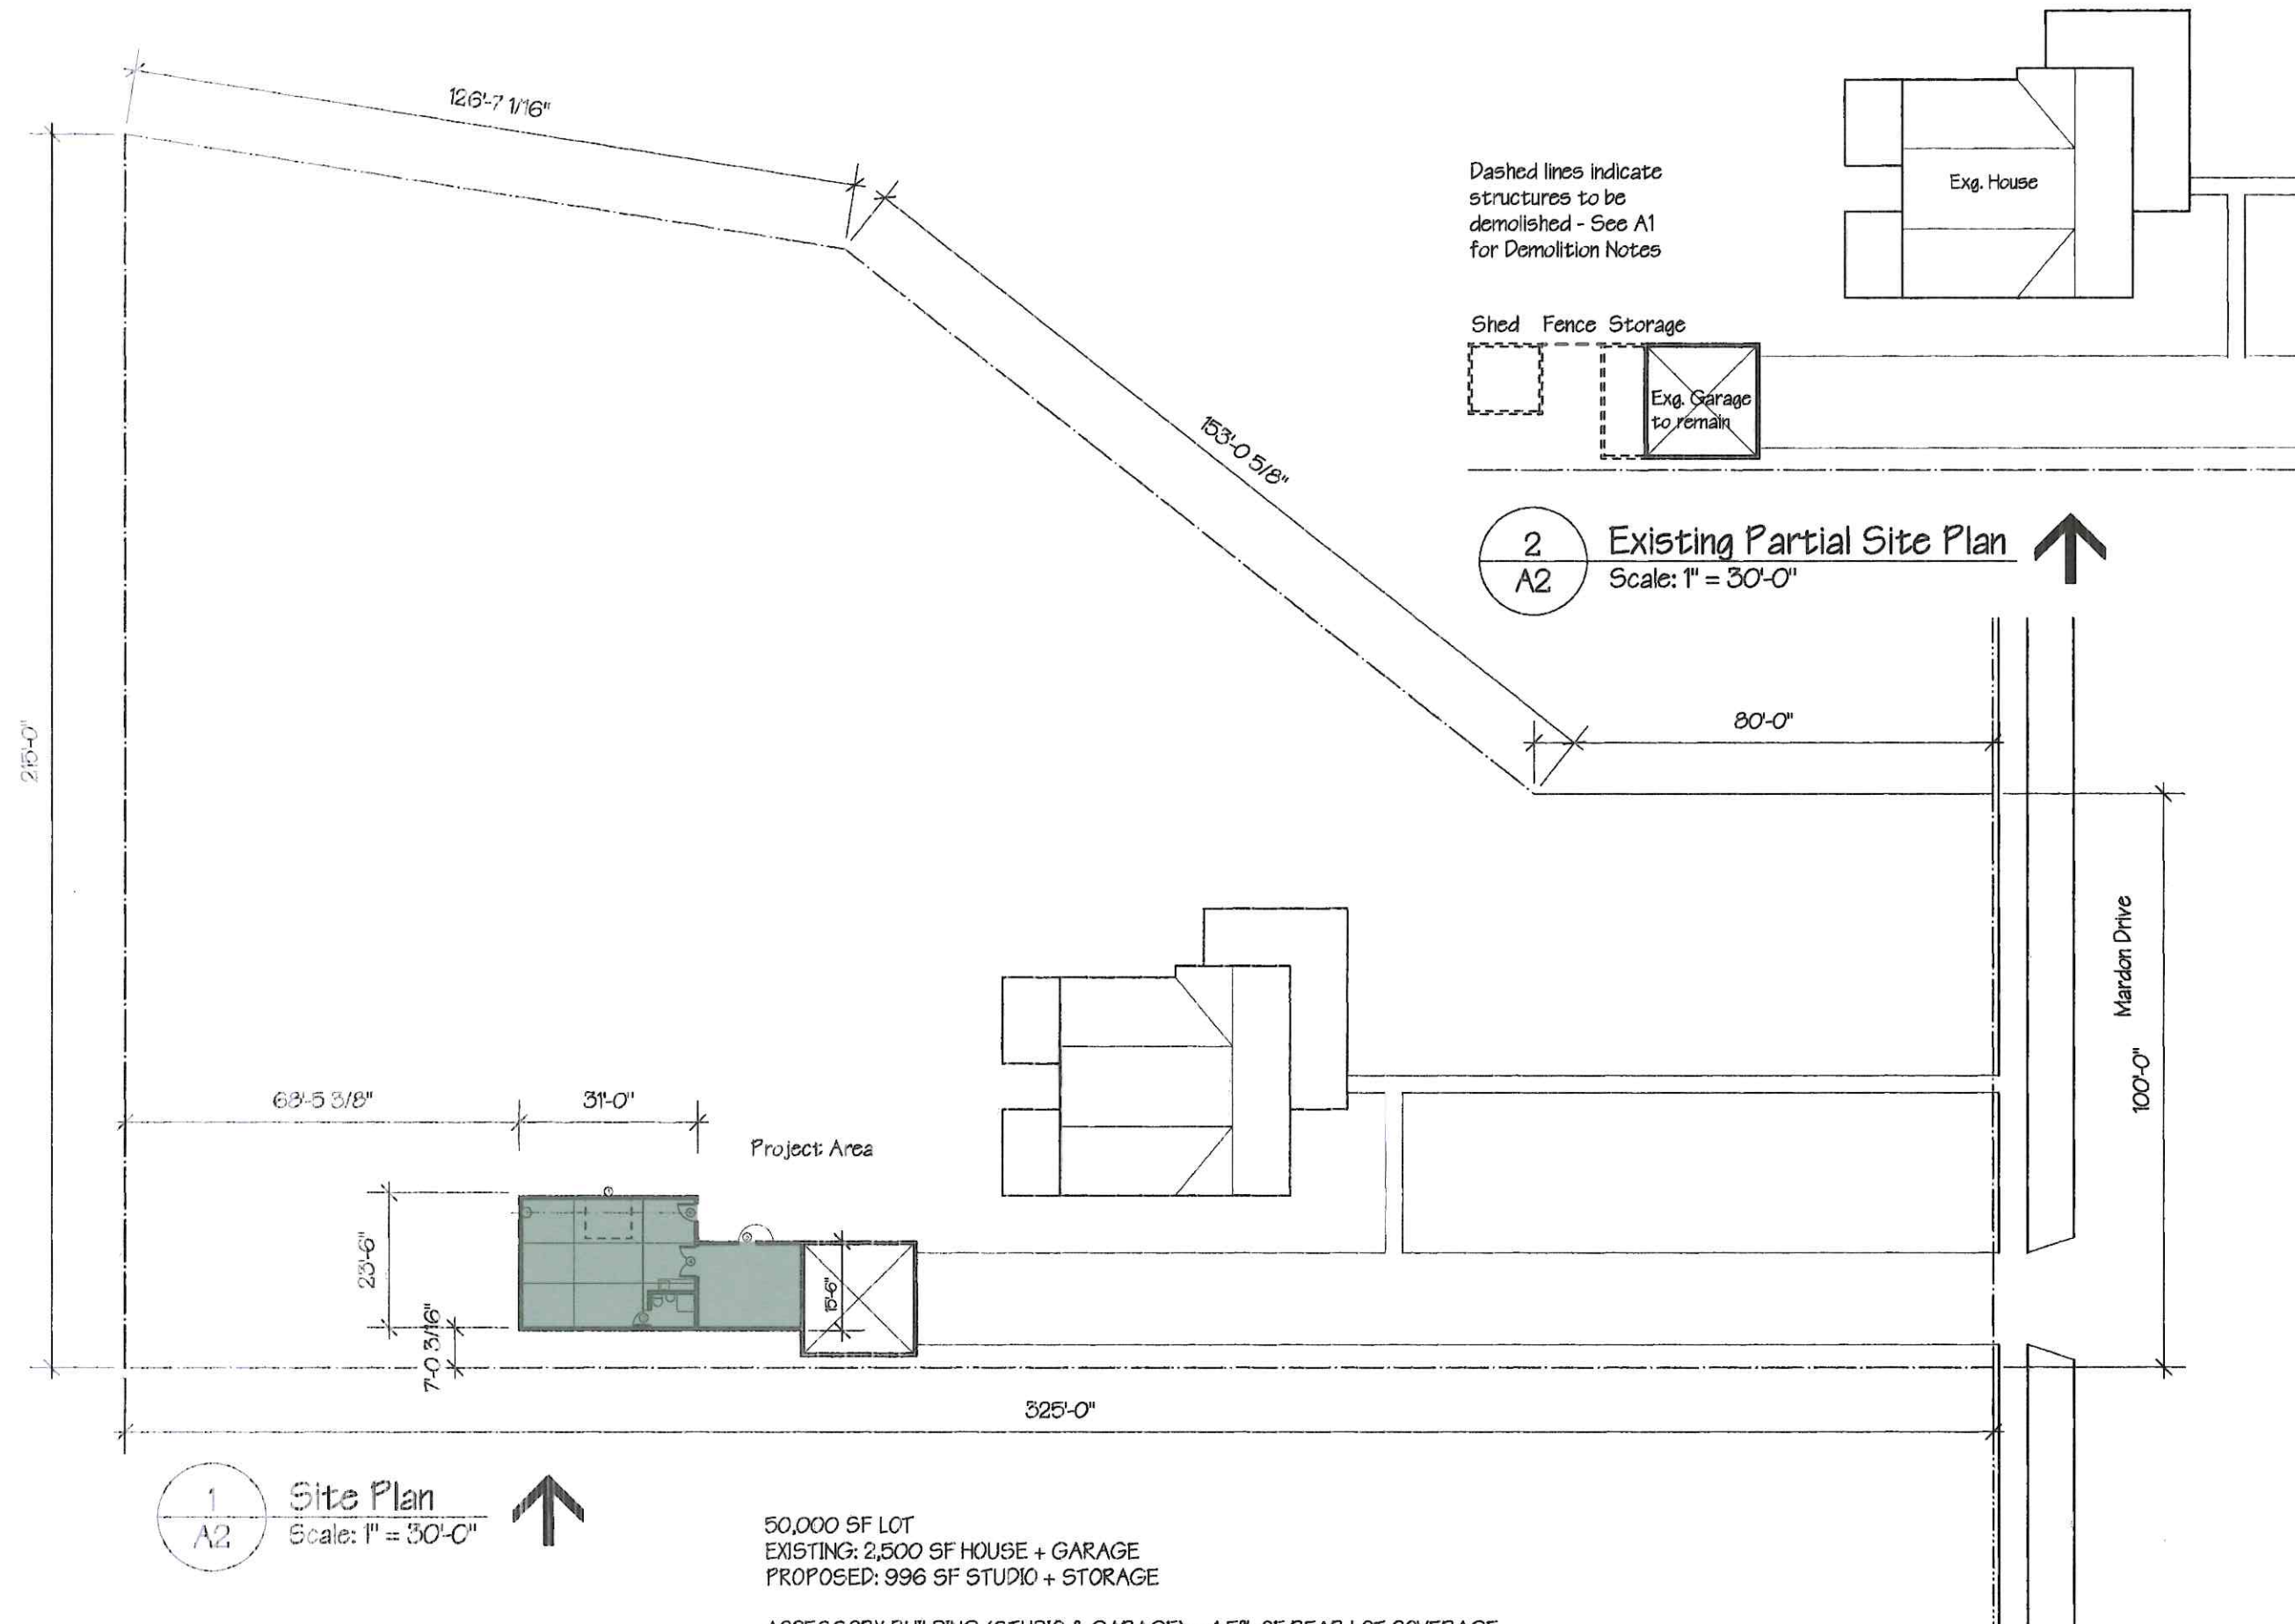 126'-7 1/16"
Dashed lines indicate
structures to be
demolished - See A1
for Demolition Notes
Exg. House
Shed Fence Storage
Exg. Garage
to remain
153'-0 5/8"
2
A2
Existing Partial Site Plan
Scale: 1" = 30'-0"
80'-0"
215'-0"
Mardon Drive
100'-0"
68'-5 3/8"
31'-0"
Project Area
23'-6"
15'-6"
7'-0 3/16"
325'-0"
1
A2
Site Plan
Scale: 1" = 30'-0"
50,000 SF LOT
EXISTING: 2,500 SF HOUSE + GARAGE
PROPOSED: 996 SF STUDIO + STORAGE